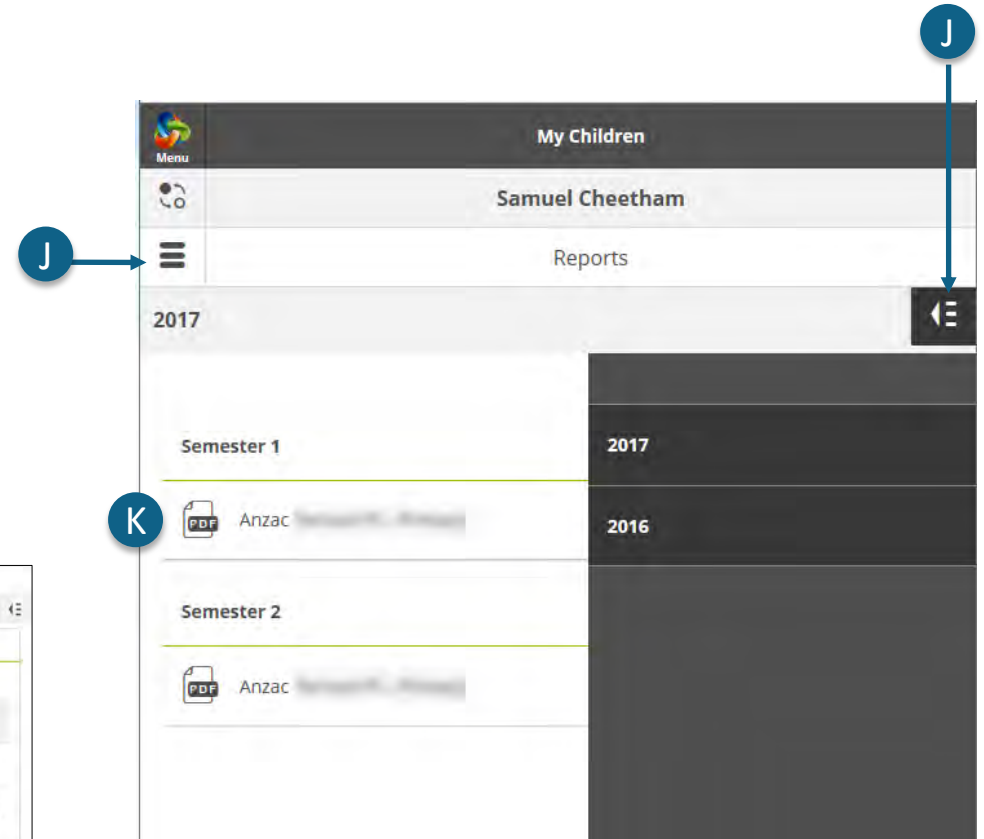 J
My Children
Menu
Samuel Cheetham
J
Reports
2017
Semester 1
2017
K
PDF Anzac
2016
Semester 2
PDF Anzac